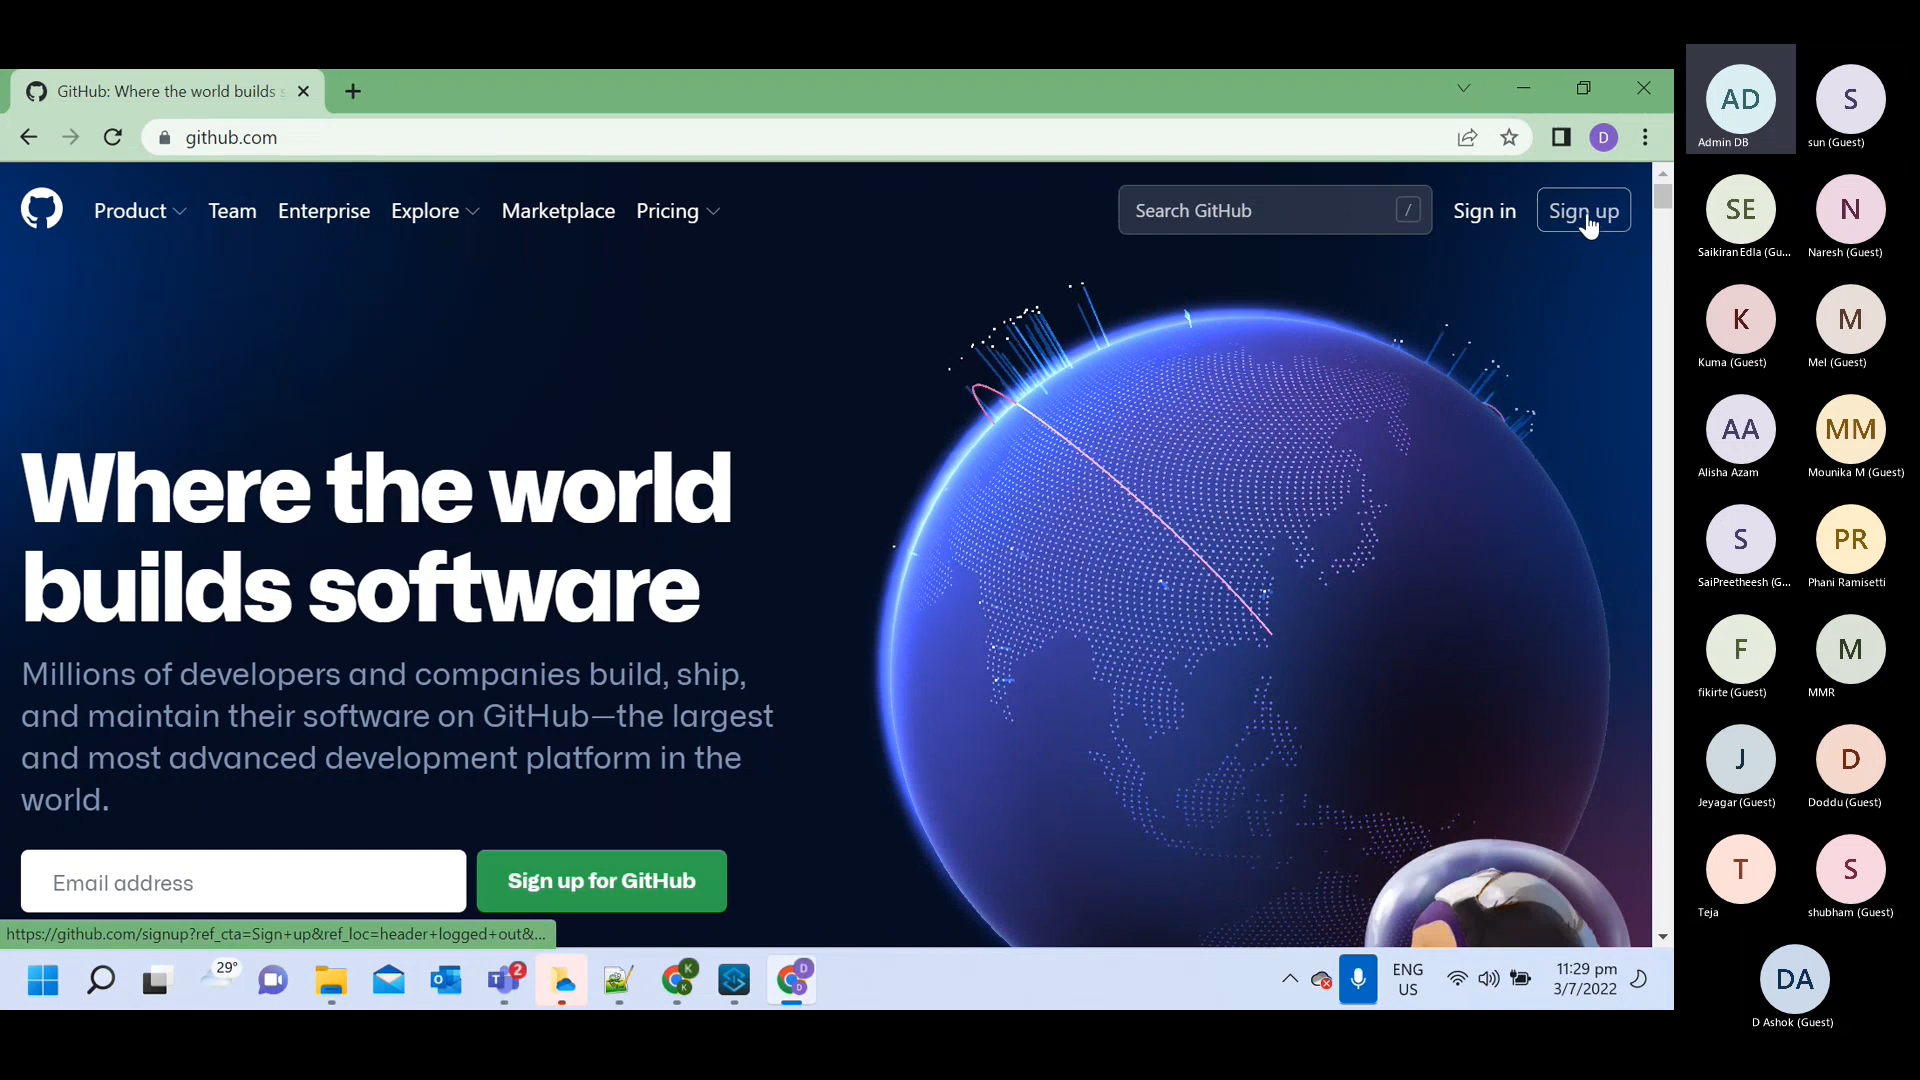 GitHub: Where the world builds s
github.com
D
Product
Team
Enterprise
Explore
Marketplace
Pricing
Search GitHub
/
Sign in
Sign up
Where the world
builds software
Millions of developers and companies build, ship,
and maintain their software on GitHub—the largest
and most advanced development platform in the
world.
Email address
Sign up for GitHub
https://github.com/signup?ref_cta=Sign+up&ref_loc=header+logged+out&...
29°
2
K
K
D
D
ENG
US
11:29 pm
3/7/2022
AD
Admin DB
S
sun (Guest)
SE
Saikiran Edla (Gu...
N
Naresh (Guest)
K
Kuma (Guest)
M
Mel (Guest)
AA
Alisha Azam
MM
Mounika M (Guest)
S
SaiPreetheesh (G...
PR
Phani Ramisetti
F
fikirte (Guest)
M
MMR
J
Jeyagar (Guest)
D
Doddu (Guest)
T
Teja
S
shubham (Guest)
DA
D Ashok (Guest)